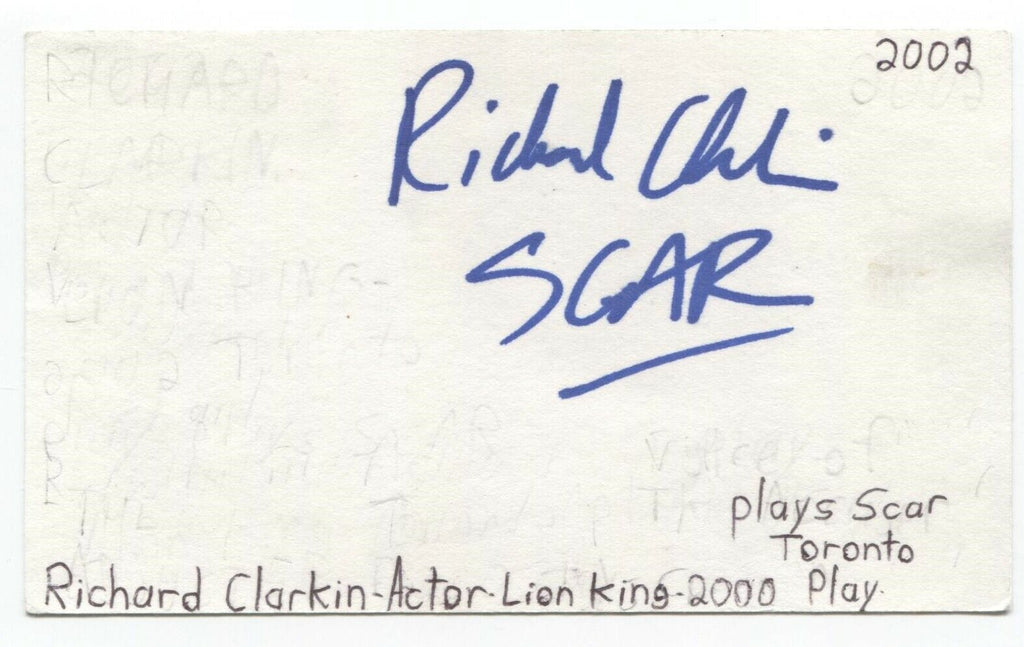 2002
Richard Clarkin
SCAR
plays Scar
Toronto
Richard Clarkin-Actor-Lion King-2000 Play.